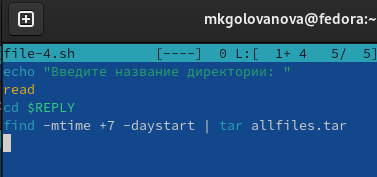 mkgolovanova@fedora:
file-4.sh [----] 0 L:[ 1+ 4 5/ 5]
echo "Введите название директории: "
read
cd $REPLY
find -mtime +7 -daystart | tar allfiles.tar